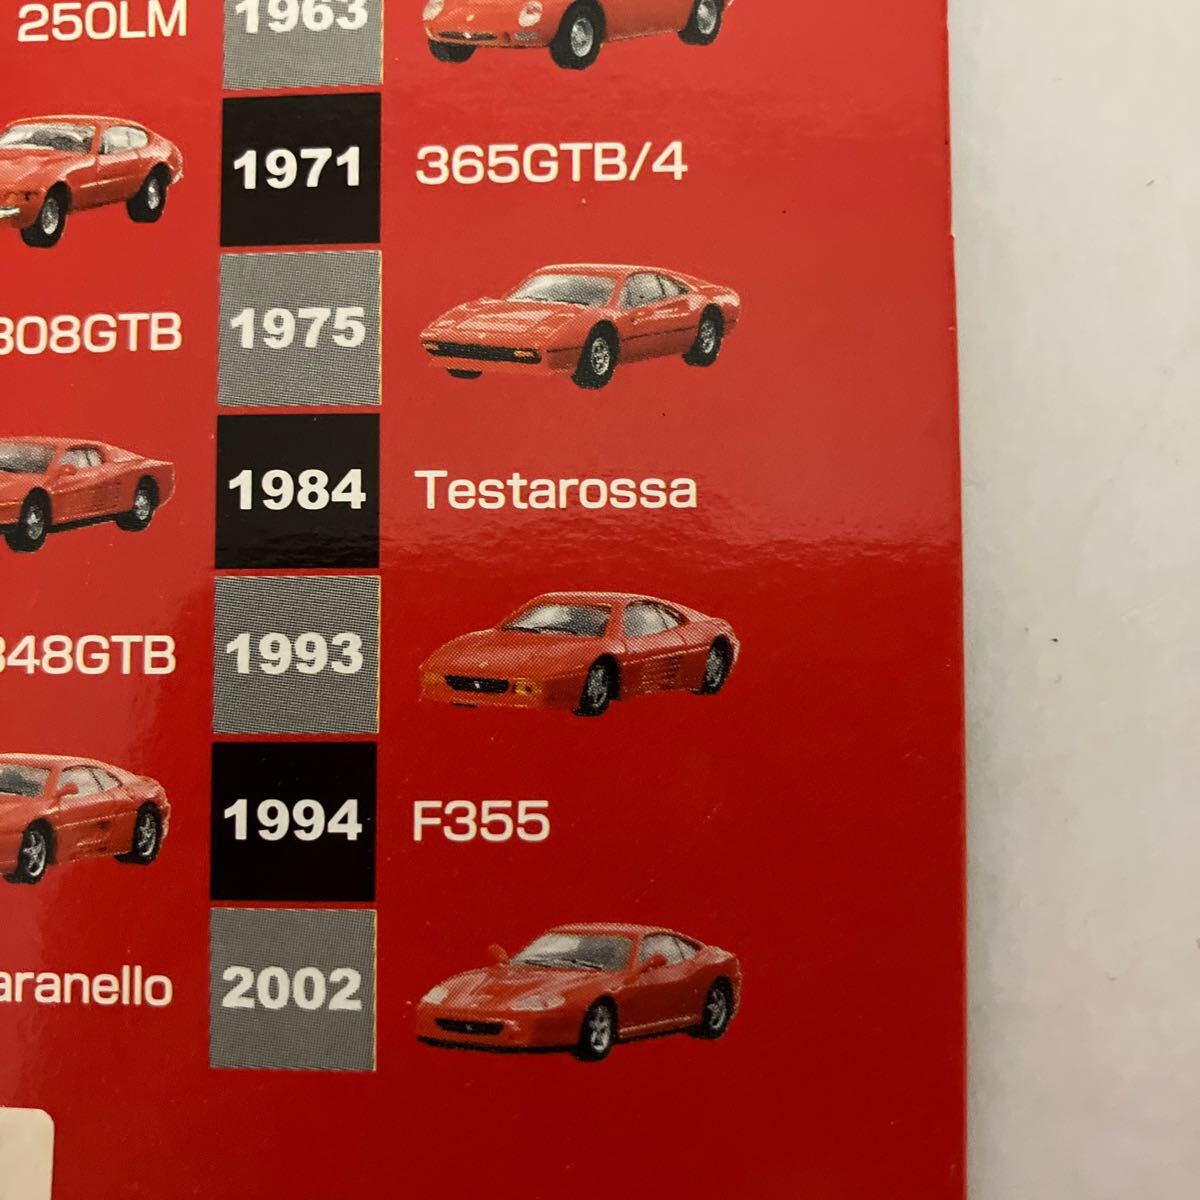 250LM 1963
1971 365GTB/4
308GTB 1975
1984 Testarossa
348GTB 1993
1994 F355
aranello 2002